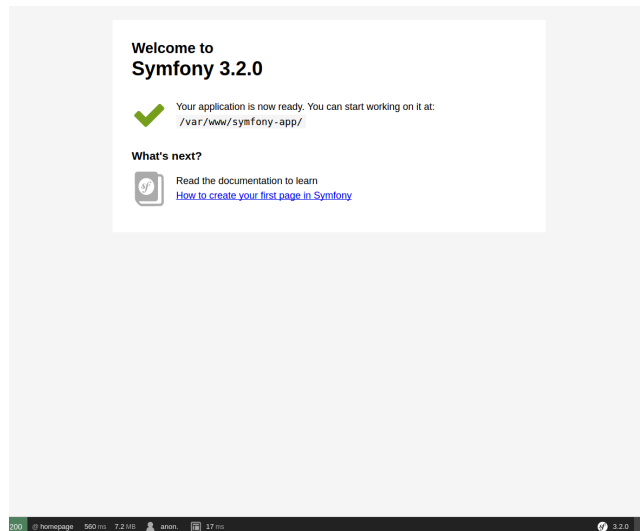 Welcome to
Symfony 3.2.0
Your application is now ready. You can start working on it at:
/var/www/symfony-app/
What's next?
Read the documentation to learn
How to create your first page in Symfony
200 @ homepage 560 ms 7.2 MB anon. 17 ms sf 3.2.0